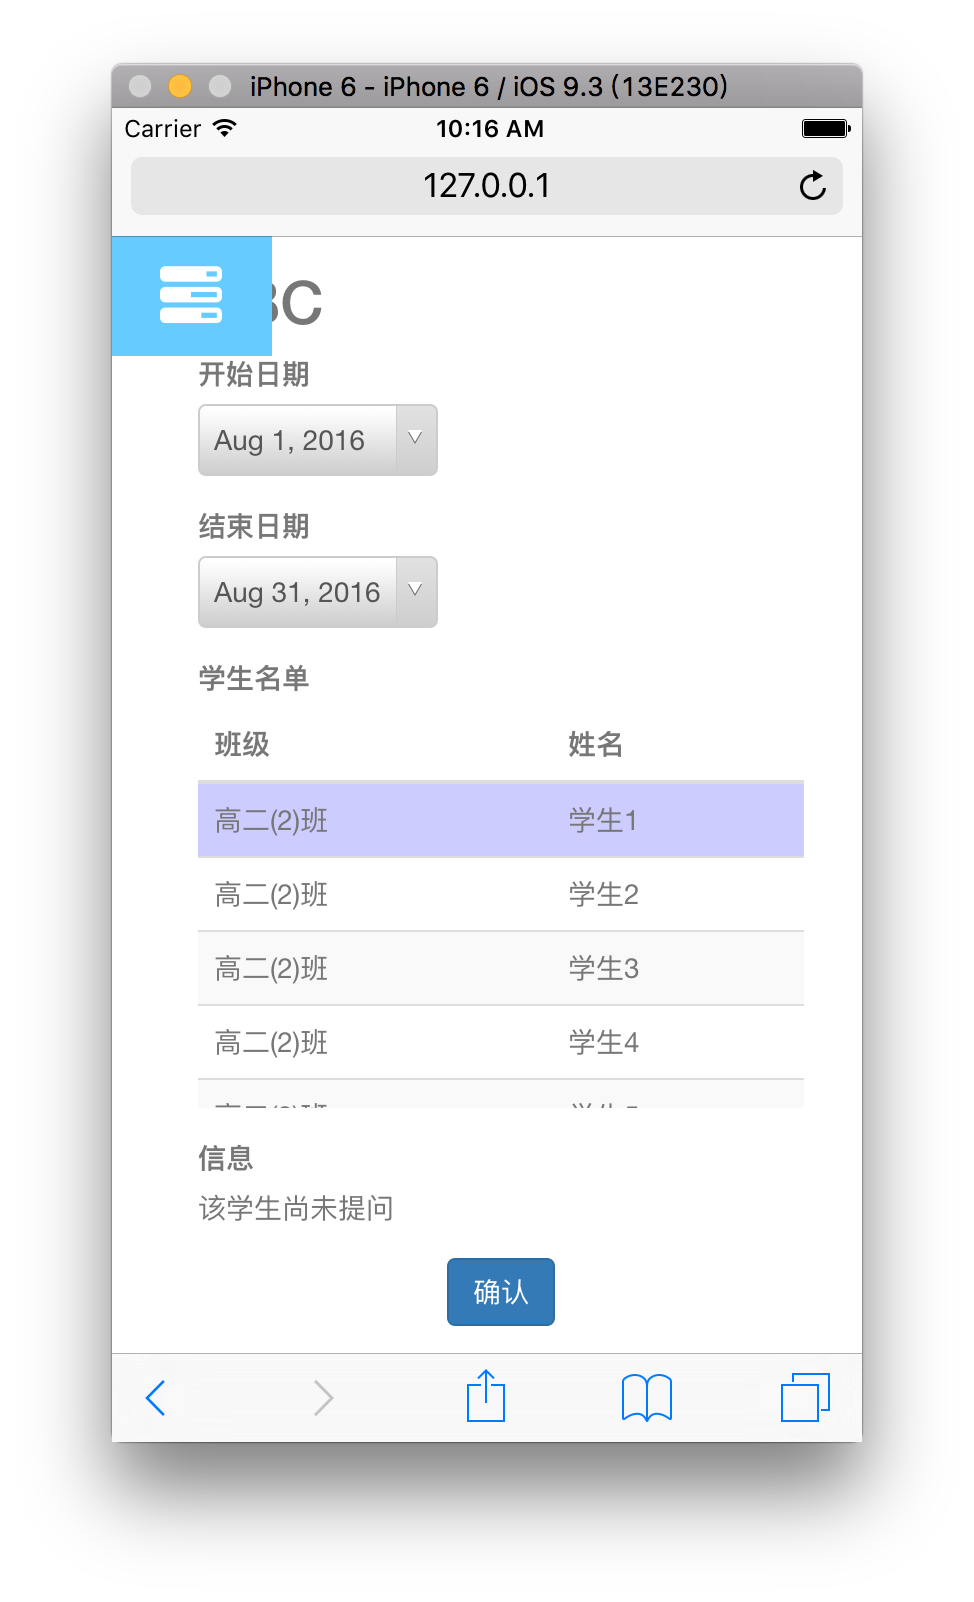 iPhone 6 - iPhone 6 / iOS 9.3 (13E230)
Carrier 10:16 AM
127.0.0.1
C
开始日期
Aug 1, 2016
结束日期
Aug 31, 2016
学生名单
班级 姓名
高二(2)班 学生1
高二(2)班 学生2
高二(2)班 学生3
高二(2)班 学生4
信息
该学生尚未提问
确认